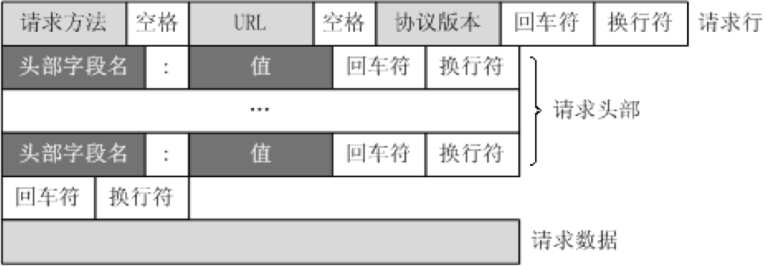 请求方法 空格 URL 空格 协议版本 回车符 换行符 请求行
头部字段名 : 值 回车符 换行符
... 请求头部
头部字段名 : 值 回车符 换行符
回车符 换行符
请求数据